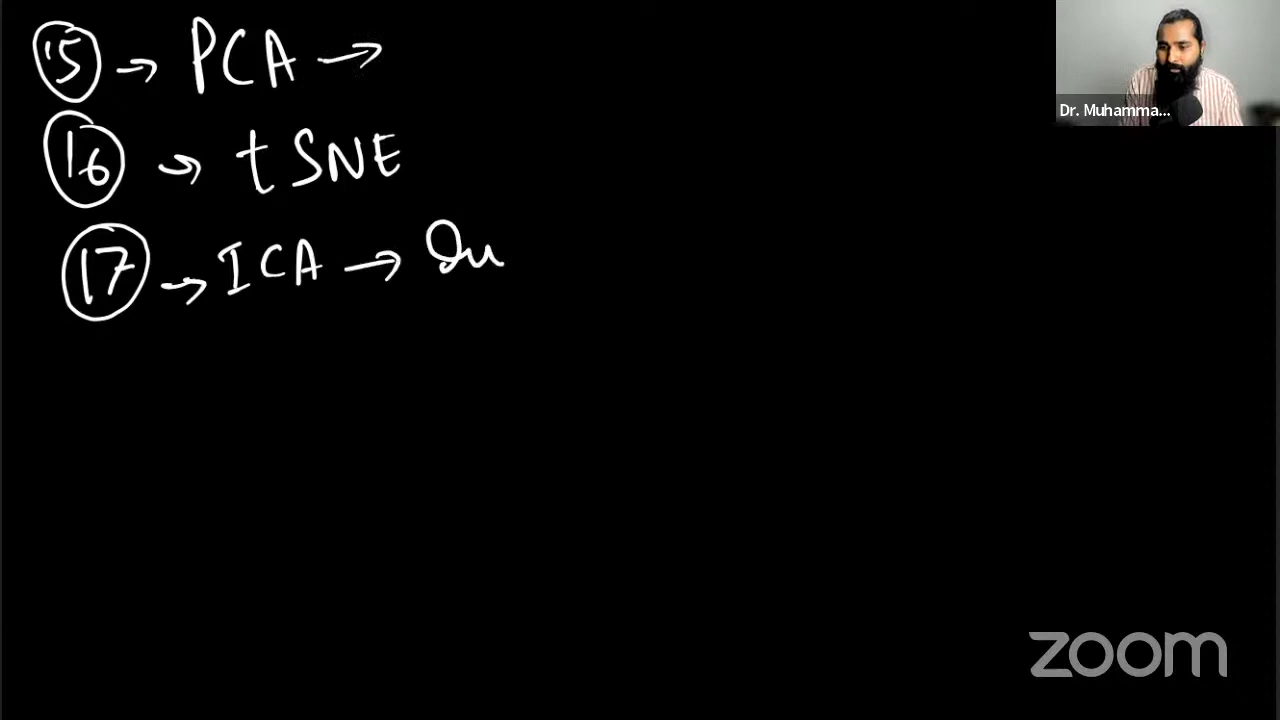 15 → PCA →
16 → tSNE
17 → ICA →
Dr. Muhamma...
zoom